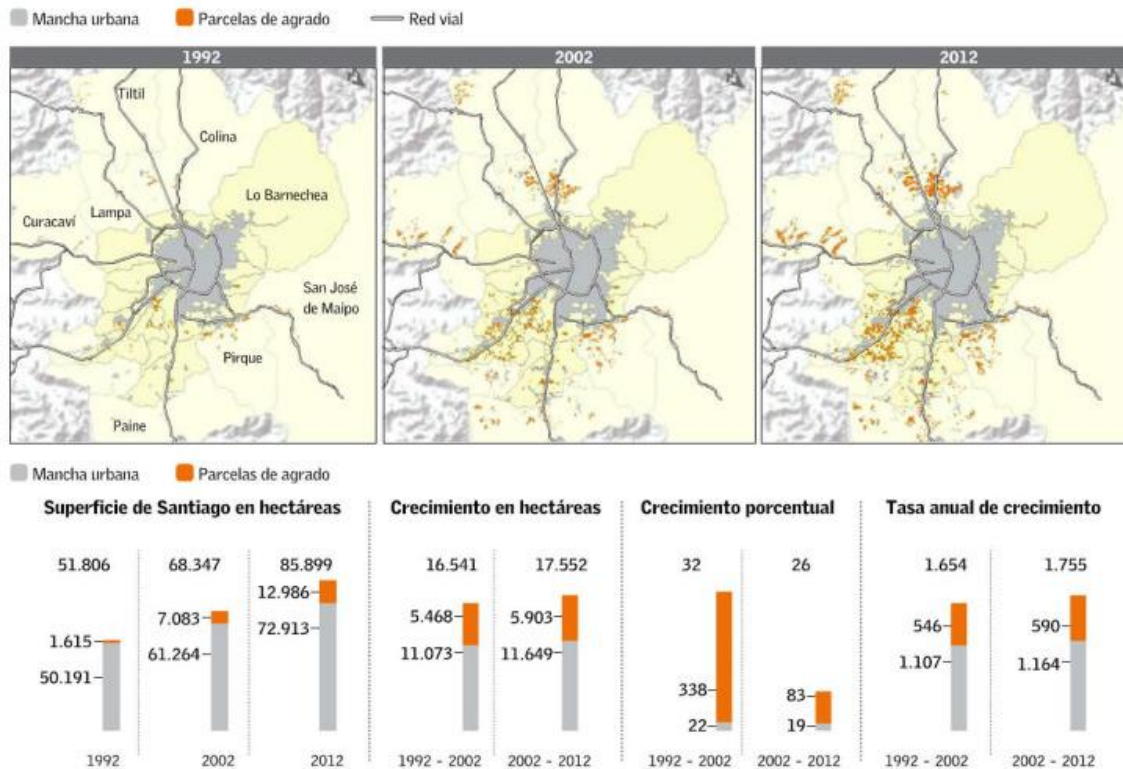 Mancha urbana Parcelas de agrado Red vial
1992 2002 2012
Tiltil
Colina
Lo Barnechea
Lampa
Curacaví
San José
de Maipo
Pirque
Paine
Mancha urbana Parcelas de agrado
Superficie de Santiago en hectáreas
51.806 68.347 85.899
12.986
7.083
72.913
1.615
61.264
50.191
1992 2002 2012
Crecimiento en hectáreas
16.541 17.552
5.468 5.903
11.073 11.649
1992 - 2002 2002 - 2012
Crecimiento porcentual
32 26
338 83
22 19
1992 - 2002 2002 - 2012
Tasa anual de crecimiento
1.654 1.755
546 590
1.107 1.164
1992 - 2002 2002 - 2012